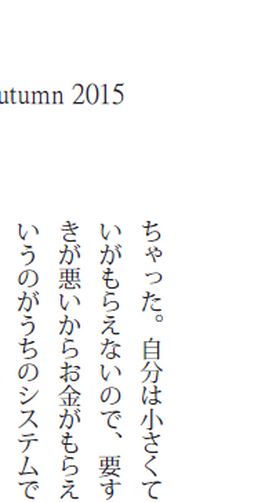 utumn 2015
ちゃった。自分は小さくて
いがもらえないので、要す
きが悪いからお金がもらえ
いうのがうちのシステムで